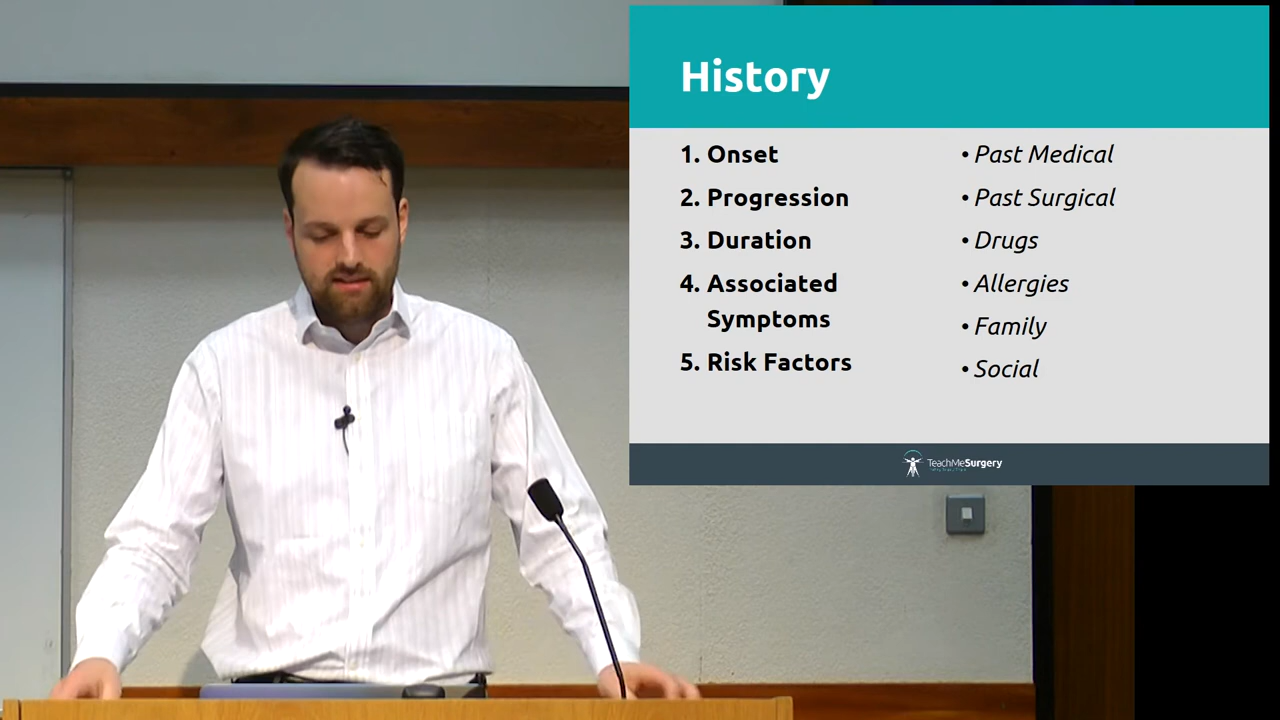 History
1. Onset
2. Progression
3. Duration
4. Associated
Symptoms
5. Risk Factors
• Past Medical
• Past Surgical
• Drugs
• Allergies
• Family
• Social
TeachMeSurgery